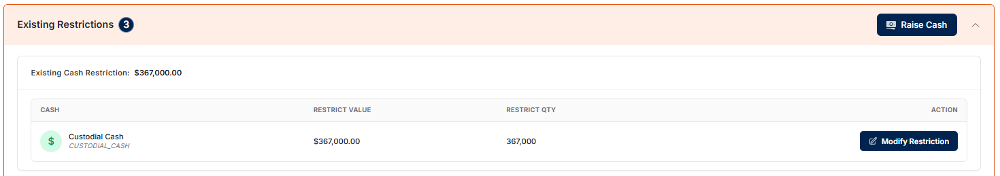 Existing Restrictions 3 Raise Cash
Existing Cash Restriction: $367,000.00
CASH RESTRICT VALUE RESTRICT QTY ACTION
$ Custodial Cash $367,000.00 367,000 Modify Restriction
CUSTODIAL_CASH